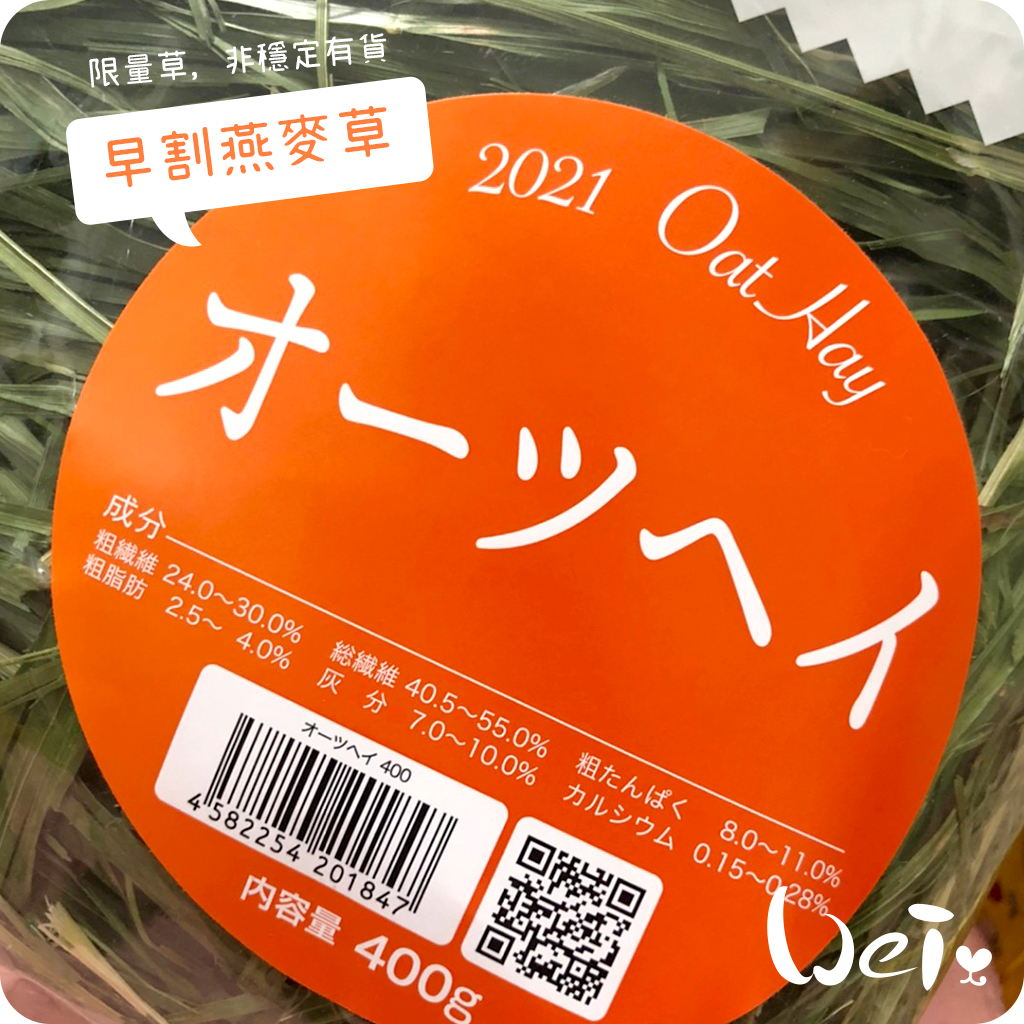 限量草, 非穩定有貨
早割燕麥草
2021 Oat Hay
オーツヘイ
成分
粗繊維 24.0～30.0% 総繊維 40.5～55.0% 粗たんぱく 8.0～11.0%
粗脂肪 2.5～ 4.0% 灰 分 7.0～10.0% カルシウム 0.15～0.28%
オーツヘイ 400
4 582254 201847
内容量 400g
Wei